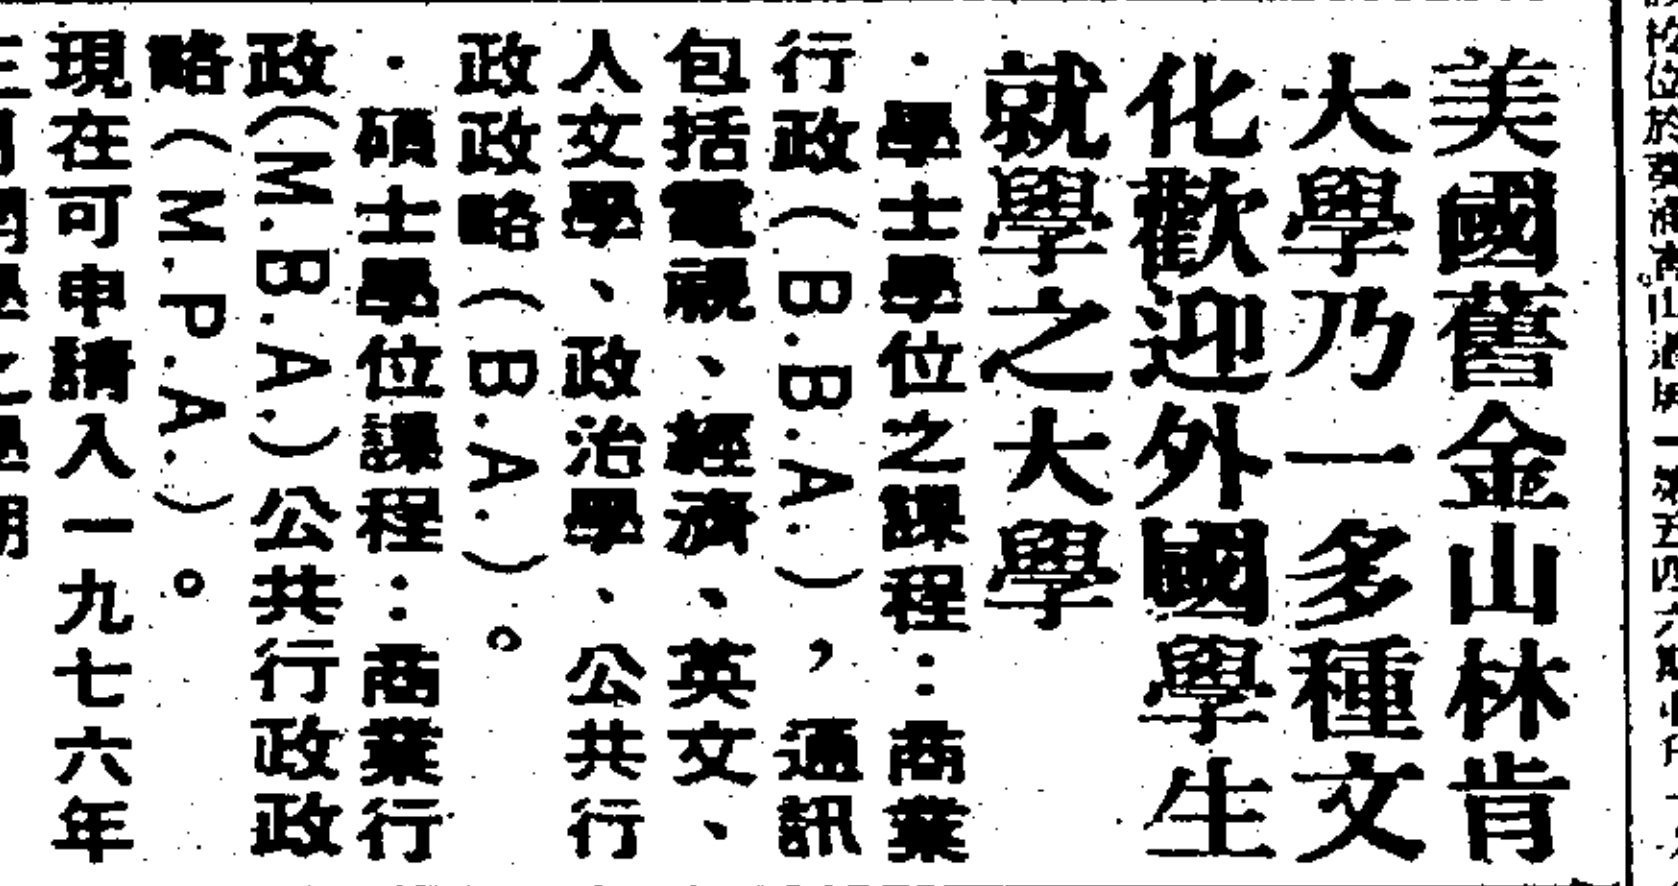 美國舊金山林肯
大學乃一多種文
化歡迎外國學生
就學之大學
·學士學位之課程：商業
行政（B.B.A.），通訊
包括電視、經濟、英文、
人文學、政治學、公共行
政政略（B.A.）。
·碩士學位課程：商業行
政（M.B.A.）公共行政政
略（M.P.A.）。
現在可申請入一九七六年